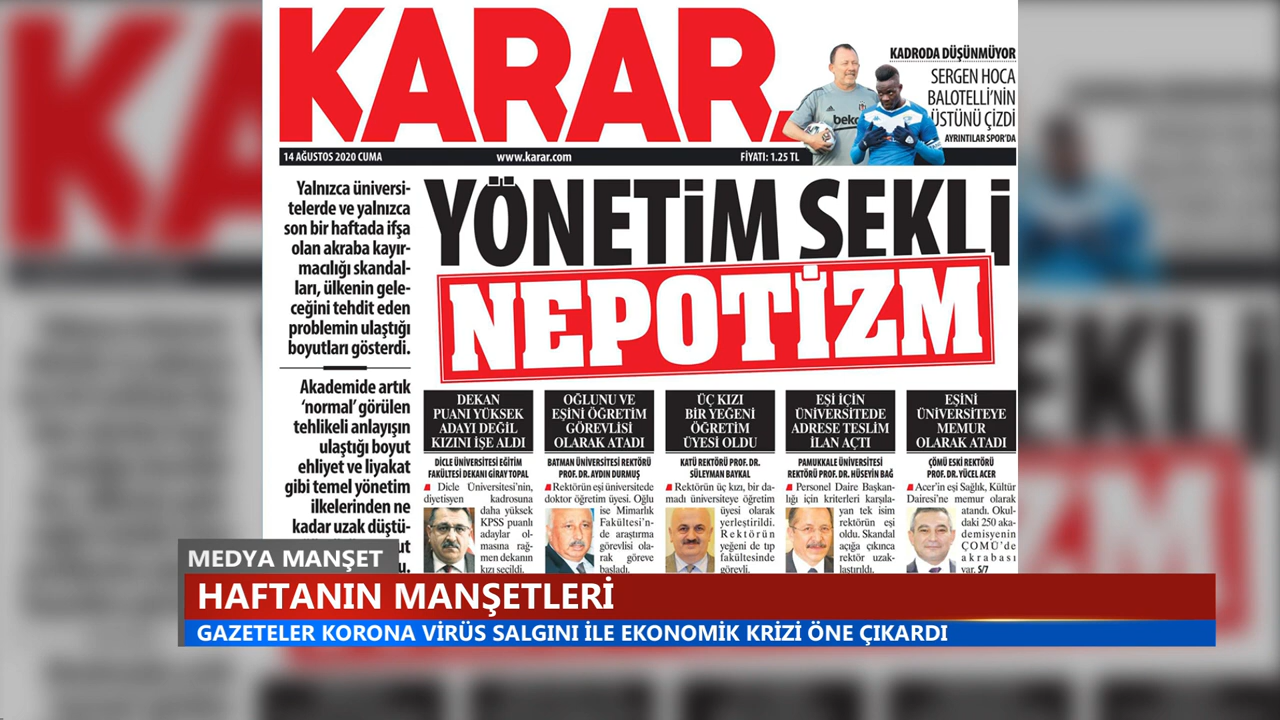 KARAR.
KADRODA DÜŞÜNMÜYOR
SERGEN HOCA
BALOTELLİ'NİN
ÜSTÜNÜ ÇİZDİ
AYRINTILAR SPOR'DA
beko
14 AĞUSTOS 2020 CUMA www.karar.com FİYATI: 1.25 TL
Yalnızca üniversi-
telerde ve yalnızca
son bir haftada ifşa
olan akraba kayır-
macılığı skandal-
ları, ülkenin gele-
ceğini tehdit eden
problemin ulaştığı
boyutları gösterdi.
Akademide artık
'normal' görülen
tehlikeli anlayışın
ulaştığı boyut
ehliyet ve liyakat
gibi temel yönetim
ilkelerinden ne
kadar uzak düştü-
YÖNETİM ŞEKLİ
NEPOTİZM
DEKAN
PUANI YÜKSEK
ADAYI DEĞİL
KIZINI İŞE ALDI
DİCLE ÜNİVERSİTESİ EĞİTİM
FAKÜLTESİ DEKANI GİRAY TOPAL
Dicle Üniversitesi'nin,
diyetisyen kadrosuna
daha yüksek
KPSS puanlı
adaylar ol-
masına rağ-
men dekanın
kızı seçildi.
OĞLUNU VE
EŞİNİ ÖĞRETİM
GÖREVLİSİ
OLARAK ATADI
BATMAN ÜNİVERSİTESİ REKTÖRÜ
PROF. DR. AYDIN DURMUŞ
Rektörün eşi üniversitede
doktor öğretim üyesi. Oğlu
ise Mimarlık
Fakültesi'n-
de araştırma
görevlisi ola-
rak göreve
başladı.
ÜÇ KIZI
BİR YEĞENİ
ÖĞRETİM
ÜYESİ OLDU
KATÜ REKTÖRÜ PROF. DR.
SÜLEYMAN BAYKAL
Rektörün üç kızı, bir da-
madı üniversiteye öğretim
üyesi olarak
yerleştirildi.
Rektörün
yeğeni de tıp
fakültesinde
görevli.
EŞİ İÇİN
ÜNİVERSİTEDE
ADRESE TESLİM
İLAN AÇTI
PAMUKKALE ÜNİVERSİTESİ
REKTÖRÜ PROF. DR. HÜSEYİN BAĞ
Personel Daire Başkan-
lığı için kriterleri karşıla-
yan tek isim
rektörün eşi
oldu. Skandal
açığa çıkınca
rektör uzak-
laştırıldı.
EŞİNİ
ÜNİVERSİTEYE
MEMUR
OLARAK ATADI
ÇÖMÜ ESKİ REKTÖRÜ
PROF. DR. YÜCEL ACER
Acer'in eşi Sağlık, Kültür
Dairesi'ne memur olarak
atandı. Okul-
daki 250 aka-
demisyenin
ÇOMÜ'de
akrabası
var. S/7
MEDYA MANŞET
HAFTANIN MANŞETLERİ
GAZETELER KORONA VİRÜS SALGINI İLE EKONOMİK KRİZİ ÖNE ÇIKARDI